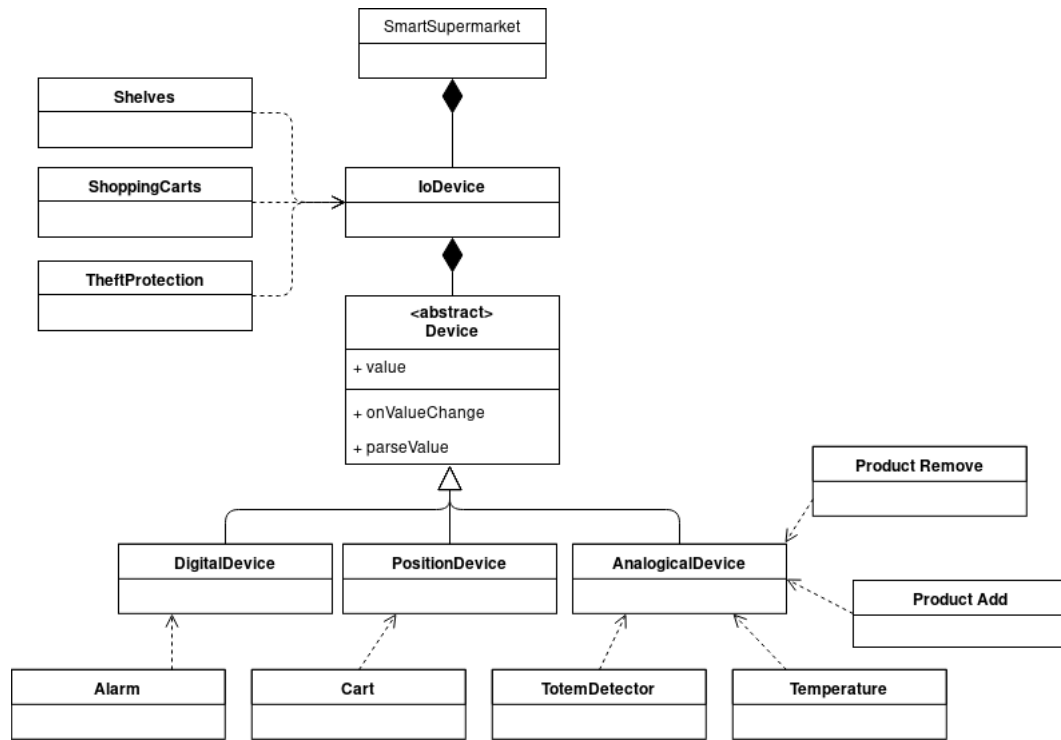 SmartSupermarket
Shelves
ShoppingCarts
IoDevice
TheftProtection
<abstract>
Device
+ value
+ onValueChange
+ parseValue
Product Remove
DigitalDevice
PositionDevice
AnalogicalDevice
Product Add
Alarm
Cart
TotemDetector
Temperature